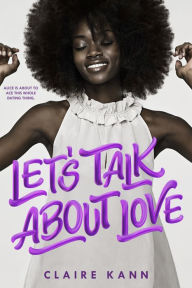 ALICE IS ABOUT TO
ACE THIS WHOLE
DATING THING.
LET'S TALK
ABOUT LOVE
CLAIRE KANN